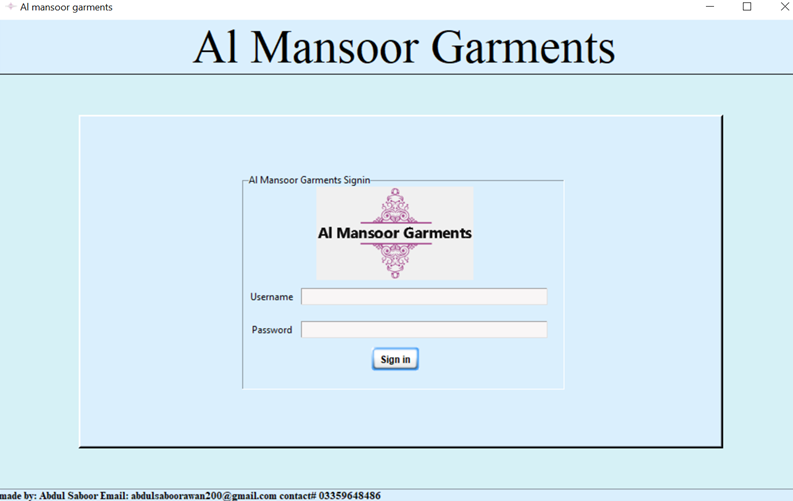 Al mansoor garments
Al Mansoor Garments
Al Mansoor Garments Signin
Al Mansoor Garments
Username
Password
Sign in
made by: Abdul Saboor Email: abdulsaboorawan200@gmail.com contact# 03359648486